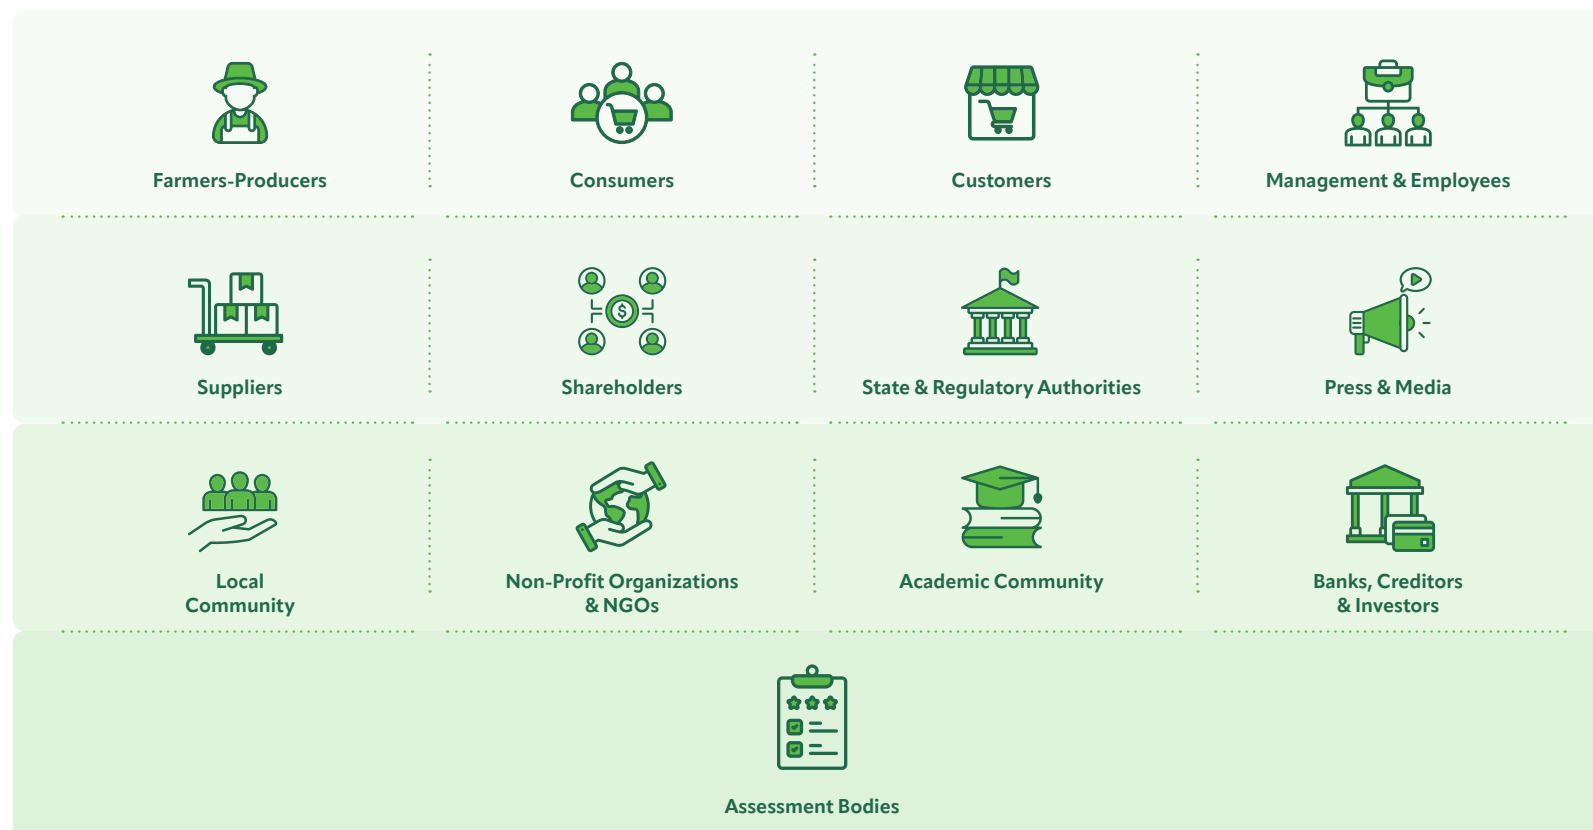 Farmers-Producers
Consumers
Customers
Management & Employees
Suppliers
Shareholders
State & Regulatory Authorities
Press & Media
Local
Community
Non-Profit Organizations
& NGOs
Academic Community
Banks, Creditors
& Investors
Assessment Bodies